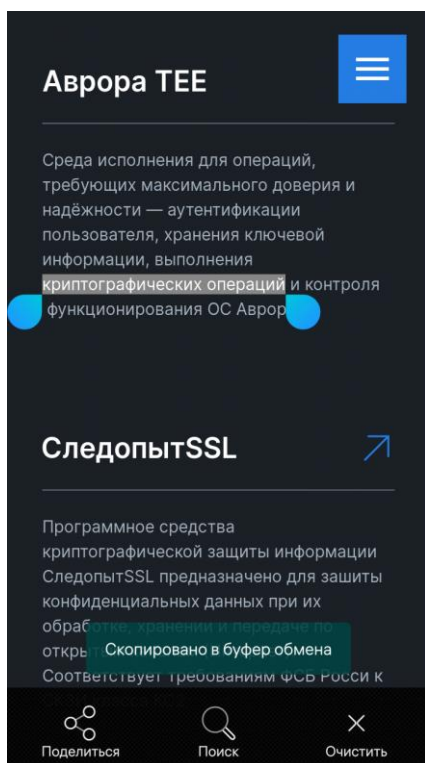 Аврора TEE
Среда исполнения для операций,
требующих максимального доверия и
надёжности — аутентификации
пользователя, хранения ключевой
информации, выполнения
криптографических операций и контроля
функционирования ОС Аврор
СледопытSSL
Программное средства
криптографической защиты информации
СледопытSSL предназначено для зашиты
конфиденциальных данных при их
обработке, хранении и передаче по
откры
Скопировано в буфер обмена
Соответствует требованиям ФСБ Росси к
Поделиться
Поиск
Очистить